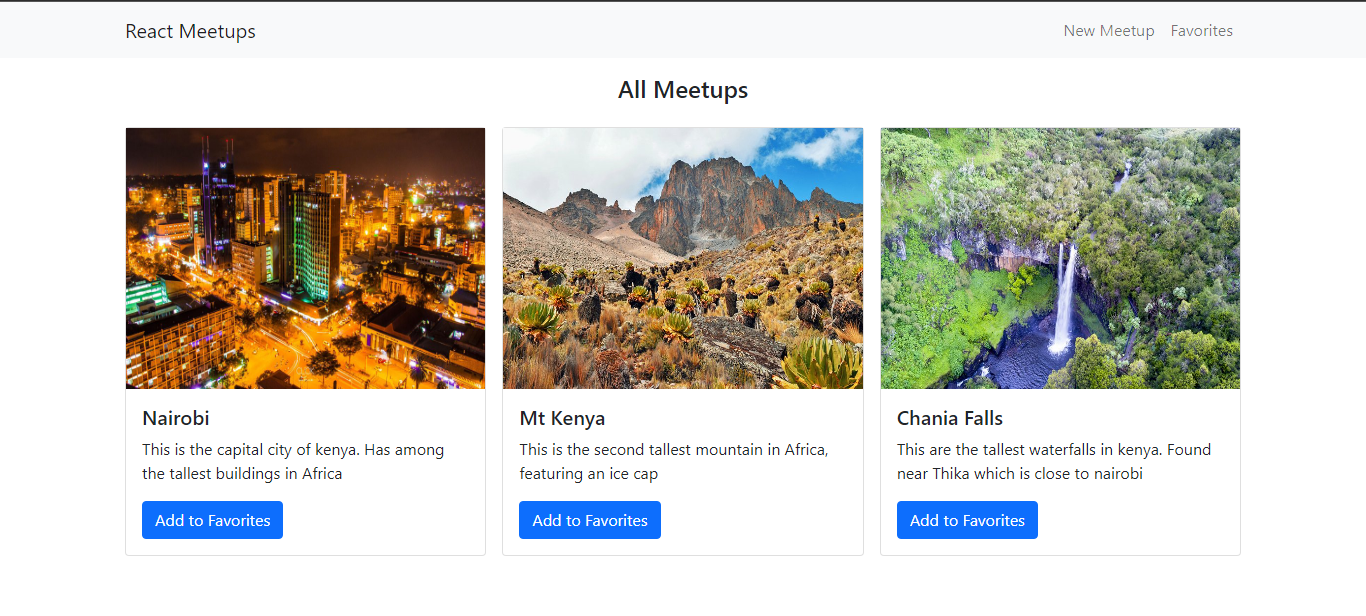 React Meetups
New Meetup Favorites
All Meetups
Nairobi
This is the capital city of kenya. Has among
the tallest buildings in Africa
Add to Favorites
Mt Kenya
This is the second tallest mountain in Africa,
featuring an ice cap
Add to Favorites
Chania Falls
This are the tallest waterfalls in kenya. Found
near Thika which is close to nairobi
Add to Favorites